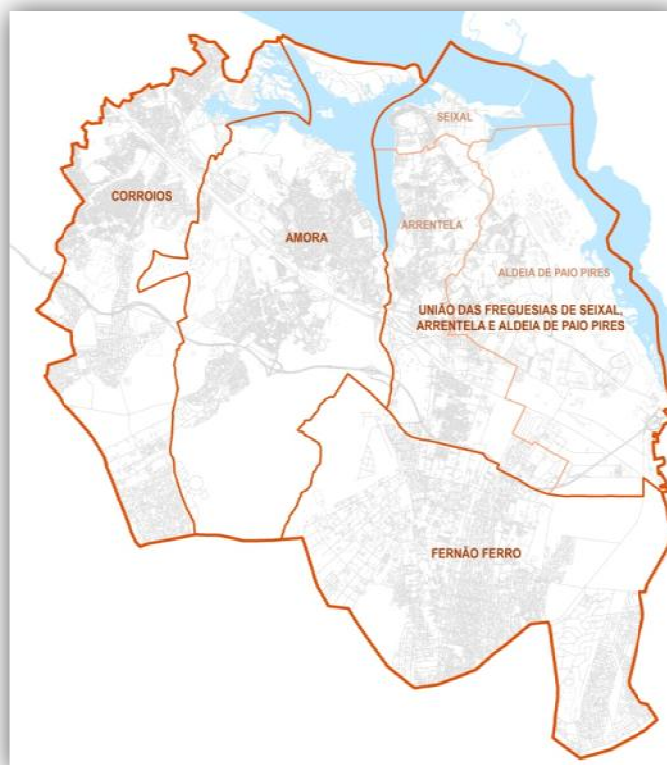 SEIXAL
CORROIOS
ARRENTELA
AMORA
ALDEIA DE PAIO PIRES
UNIÃO DAS FREGUESIAS DE SEIXAL,
ARRENTELA E ALDEIA DE PAIO PIRES
FERNÃO FERRO